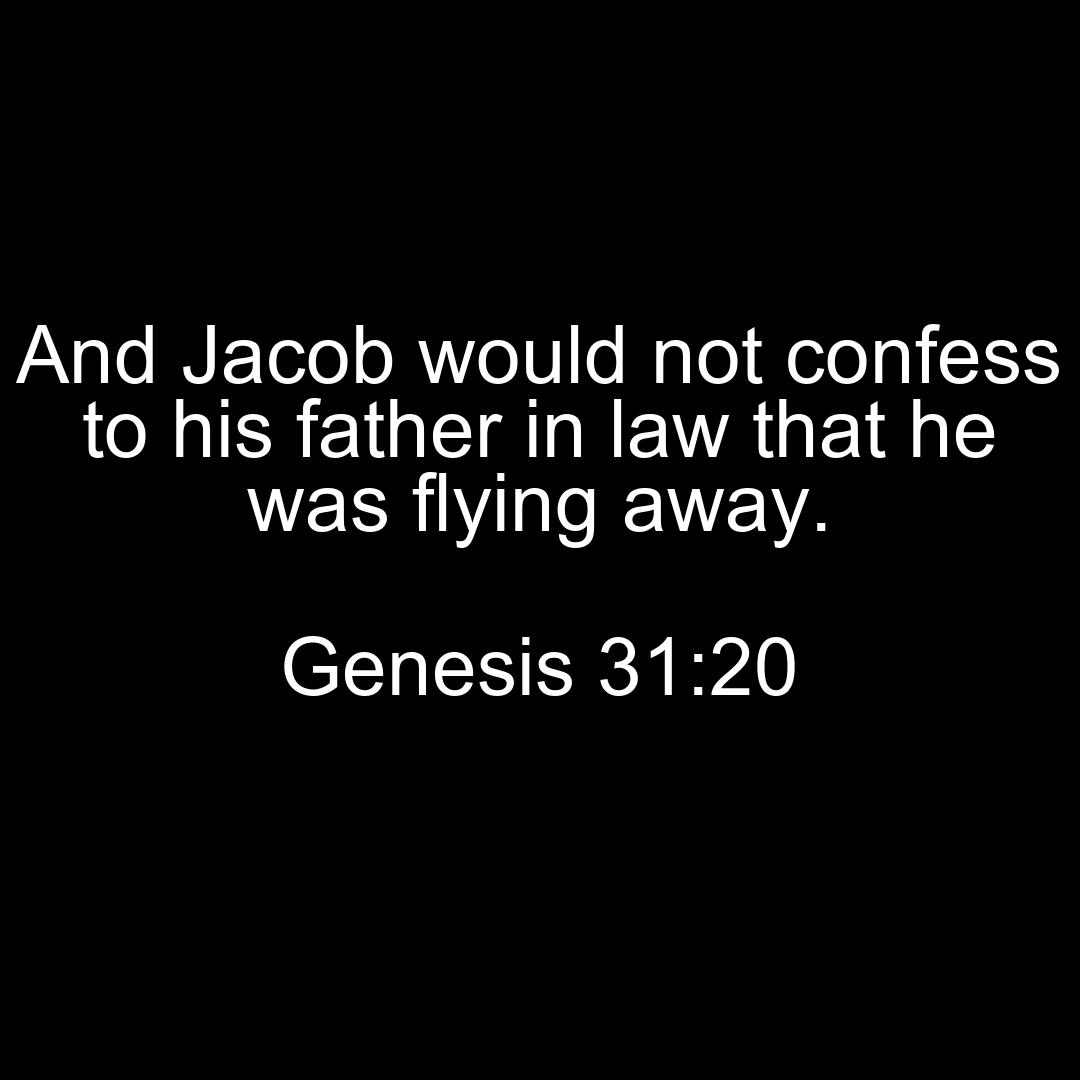 And Jacob would not confess
to his father in law that he
was flying away.
Genesis 31:20